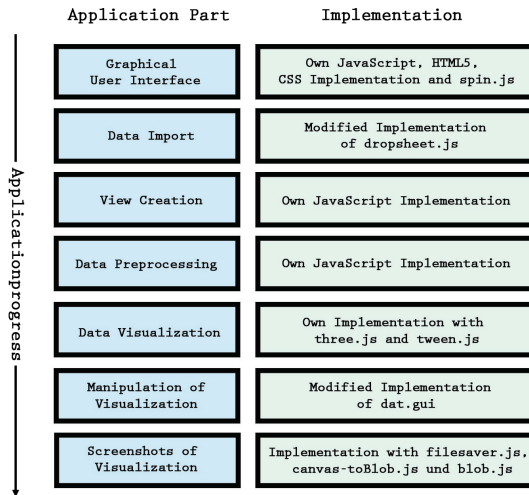 Application Part
Implementation
Graphical
User Interface
Own JavaScript, HTML5,
CSS Implementation and spin.js
Data Import
Modified Implementation
of dropsheet.js
View Creation
Own JavaScript Implementation
Data Preprocessing
Own JavaScript Implementation
Data Visualization
Own Implementation with
three.js and tween.js
Manipulation of
Visualization
Modified Implementation
of dat.gui
Screenshots of
Visualization
Implementation with filesaver.js,
canvas-toBlob.js und blob.js
Applicationprogress